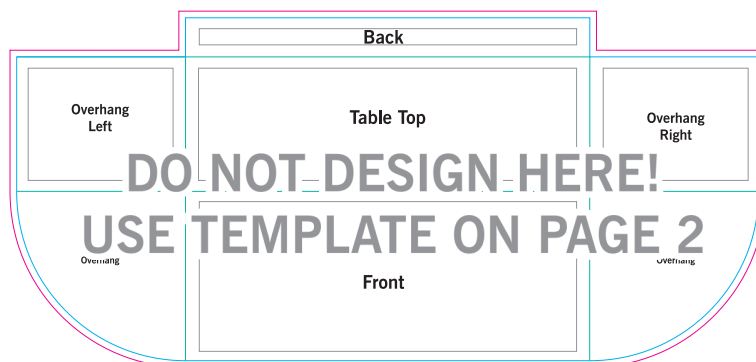 Back
Overhang
Left
Table Top
Overhang
Right
DO NOT DESIGN HERE!
USE TEMPLATE ON PAGE 2
Overhang
Overhang
Front